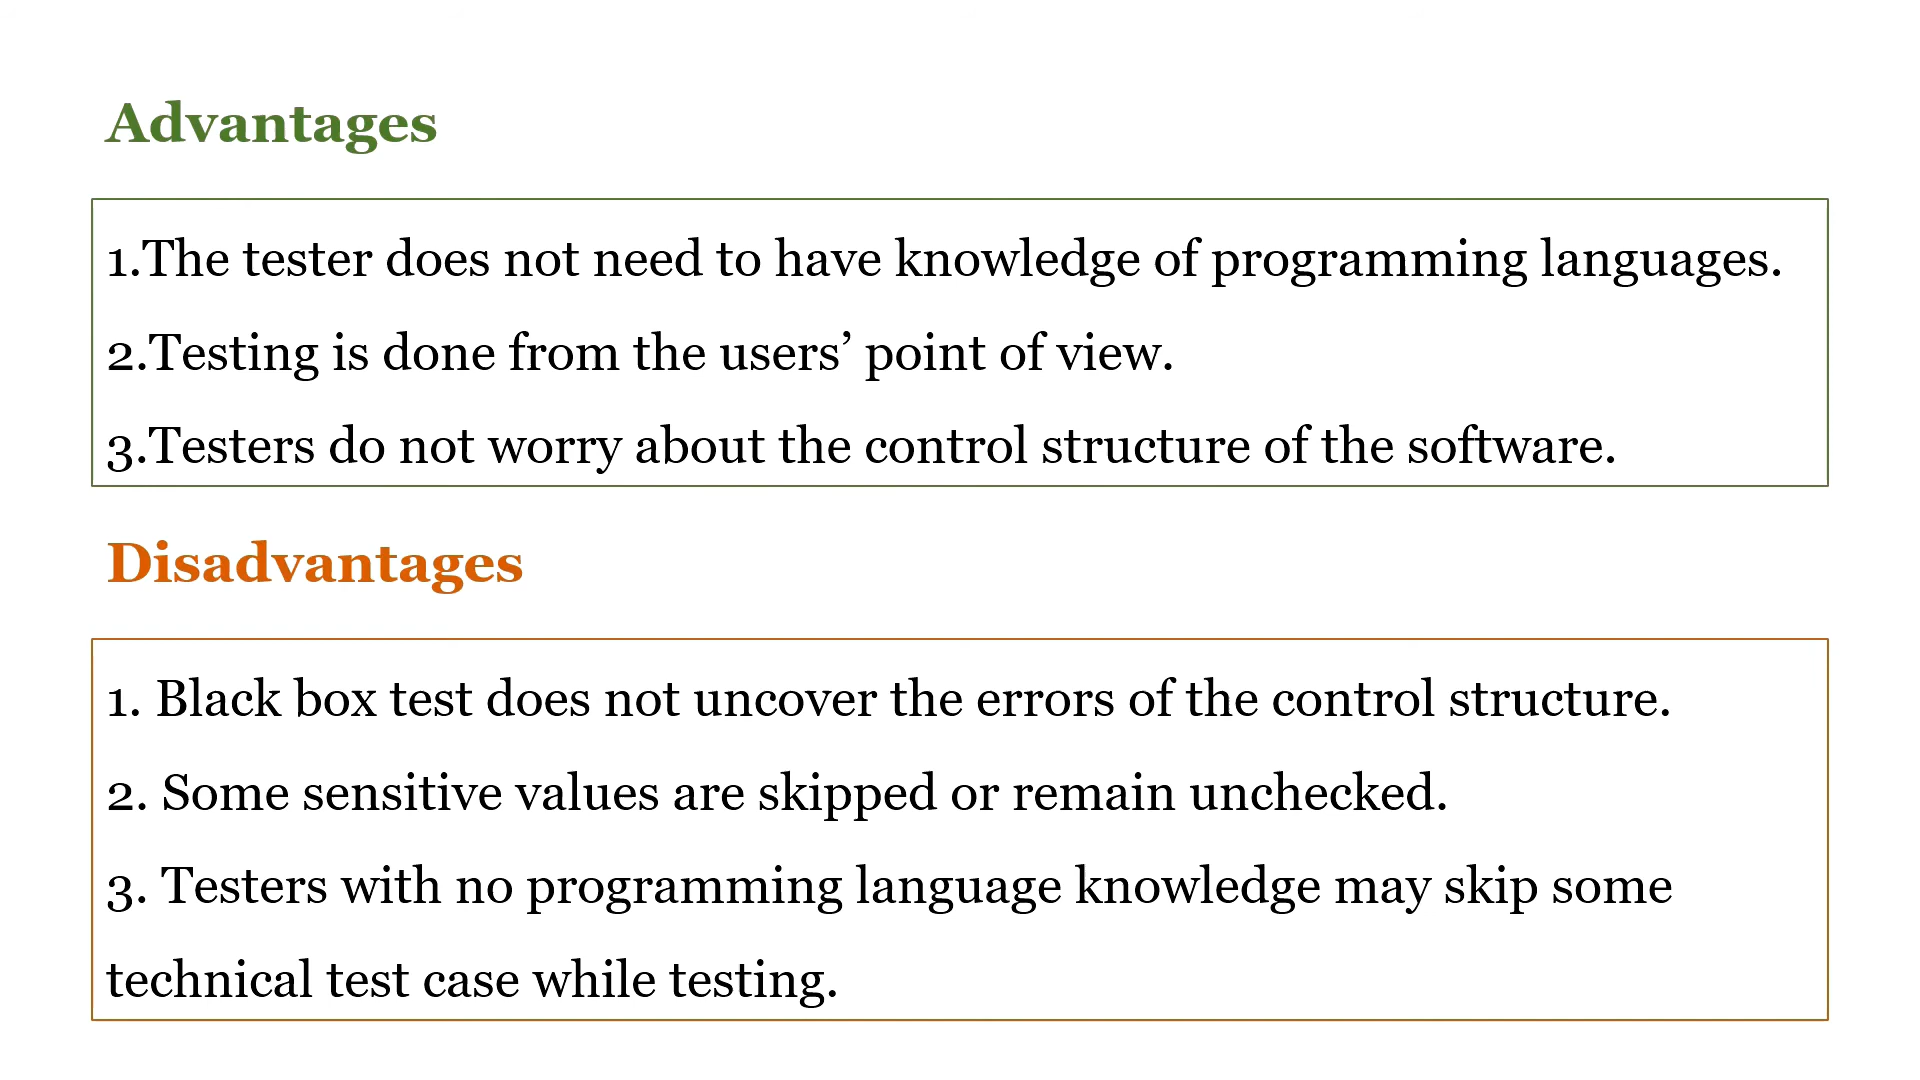 Advantages
1.The tester does not need to have knowledge of programming languages.
2.Testing is done from the users’ point of view.
3.Testers do not worry about the control structure of the software.
Disadvantages
1. Black box test does not uncover the errors of the control structure.
2. Some sensitive values are skipped or remain unchecked.
3. Testers with no programming language knowledge may skip some
technical test case while testing.